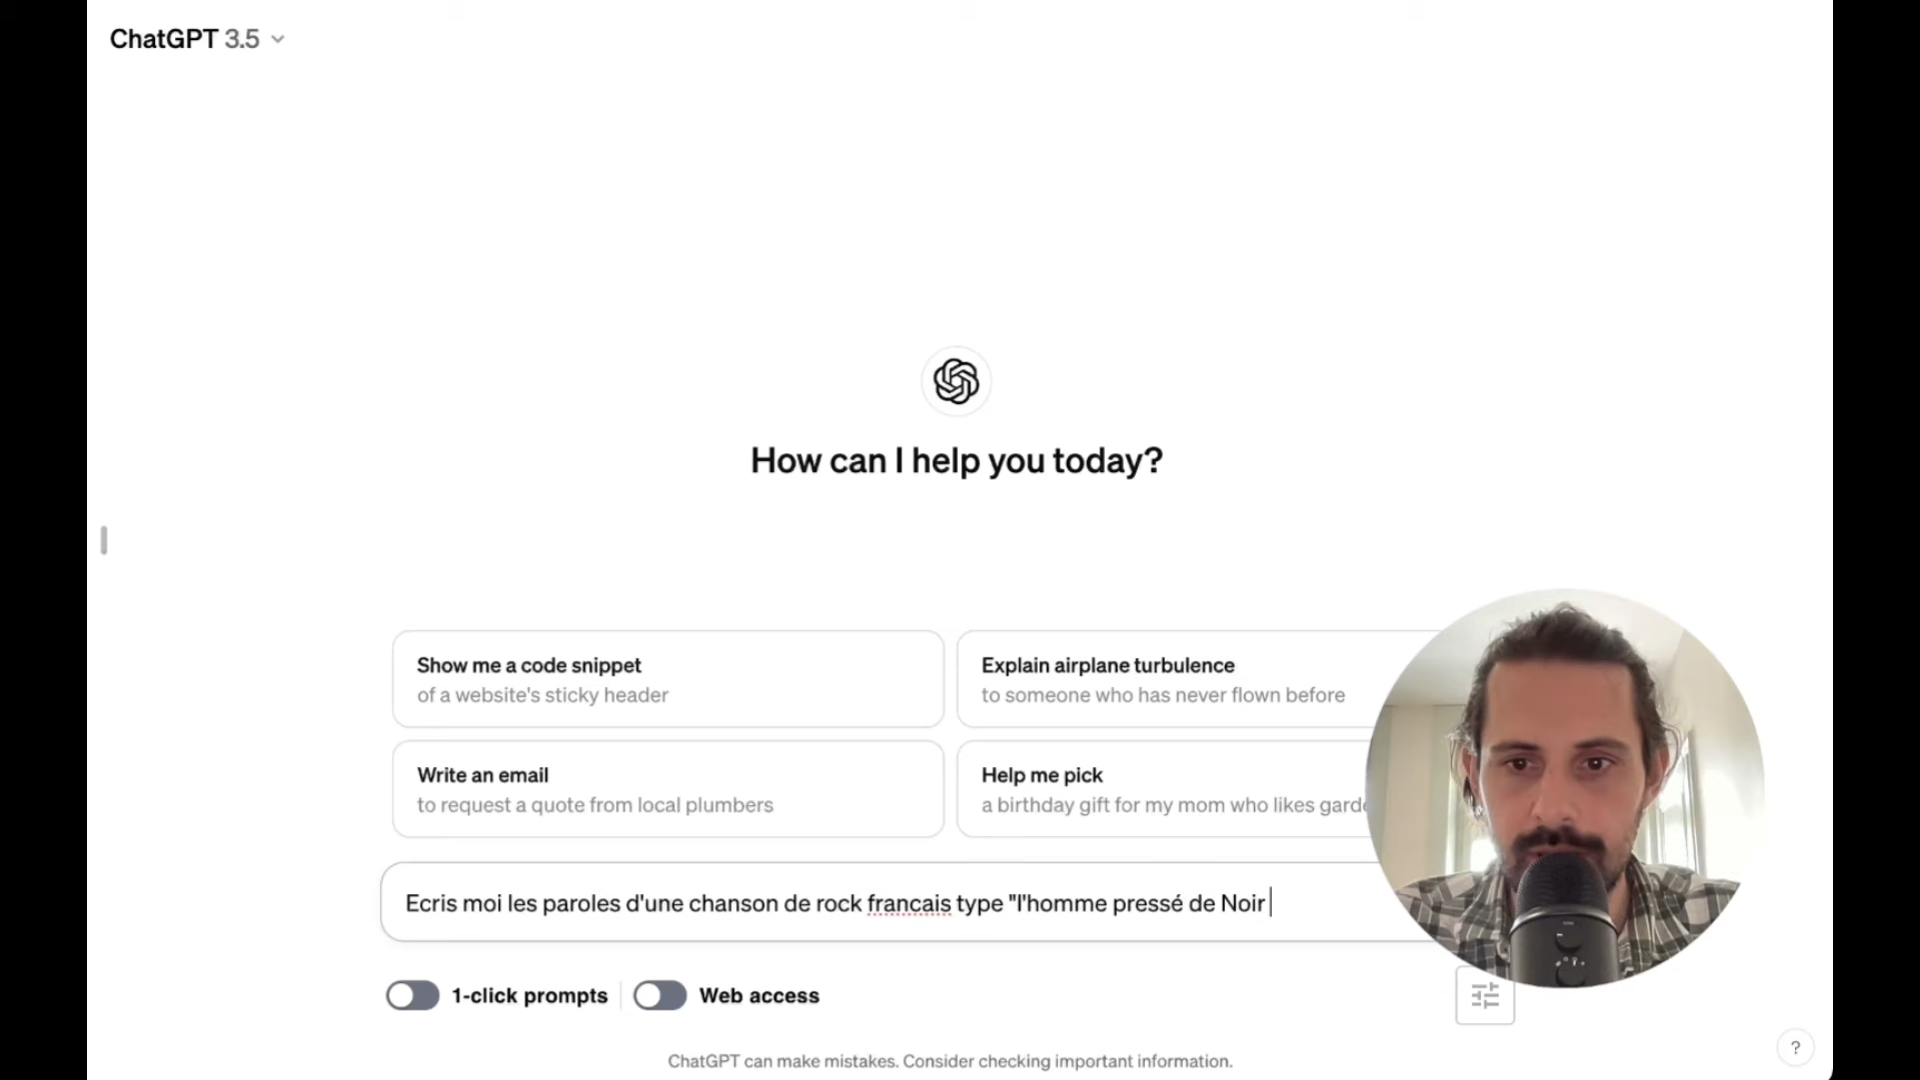 ChatGPT 3.5
How can I help you today?
Show me a code snippet
of a website's sticky header
Explain airplane turbulence
to someone who has never flown before
Write an email
to request a quote from local plumbers
Help me pick
a birthday gift for my mom who likes
Ecris moi les paroles d'une chanson de rock francais type "l'homme pressé de Noir
1-click prompts
Web access
ChatGPT can make mistakes. Consider checking important information.
?